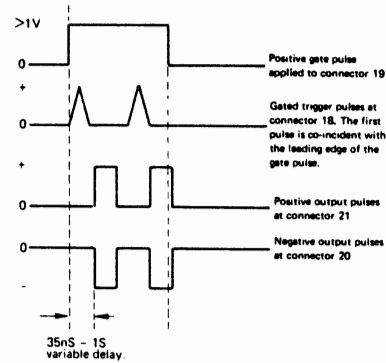 >1V
0
Positive gate pulse
applied to connector 19
+
0
Gated trigger pulses at
connector 18. The first
pulse is co-incident with
the leading edge of the
gate pulse.
+
0
Positive output pulses
at connector 21
0
-
Negative output pulses
at connector 20
35nS - 1S
variable delay.